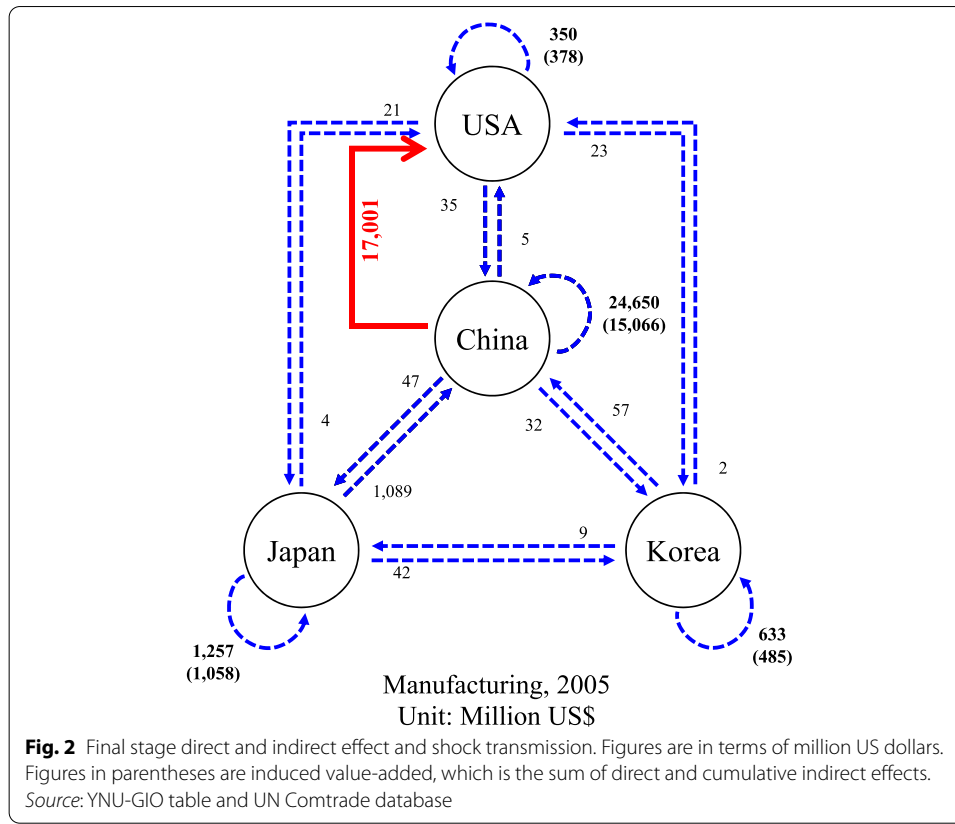 350
(378)
21
USA
23
17,001
35
5
24,650
(15,066)
China
47
57
32
4
1,089
2
9
Japan
Korea
42
1,257
(1,058)
633
(485)
Manufacturing, 2005
Unit: Million US$
Fig. 2 Final stage direct and indirect effect and shock transmission. Figures are in terms of million US dollars.
Figures in parentheses are induced value-added, which is the sum of direct and cumulative indirect effects.
Source: YNU-GIO table and UN Comtrade database